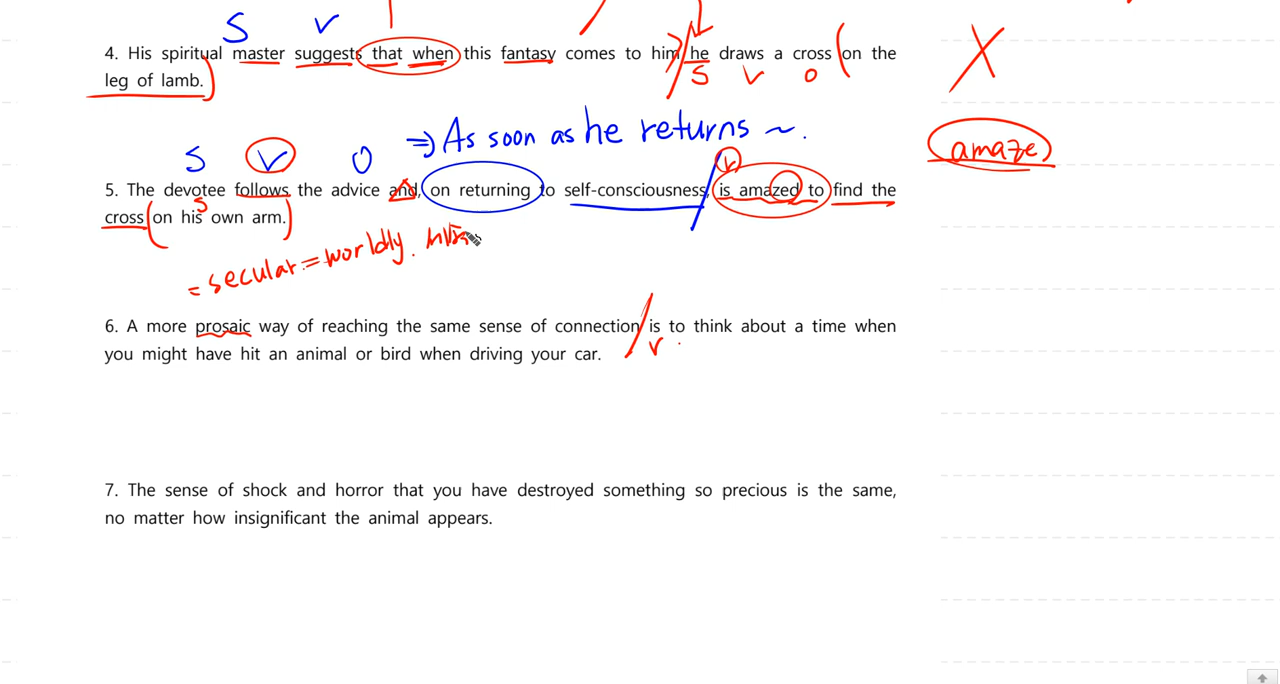 S V
4. His spiritual master suggests that when this fantasy comes to him he draws a cross on the
S V O
leg of lamb.
⇒ As soon as he returns ~.
amaze
S V O
V
5. The devotee follows the advice and, on returning to self-consciousness, is amazed to find the
S
cross on his own arm.
= secular = worldly.
6. A more prosaic way of reaching the same sense of connection is to think about a time when
V
you might have hit an animal or bird when driving your car.
7. The sense of shock and horror that you have destroyed something so precious is the same,
no matter how insignificant the animal appears.